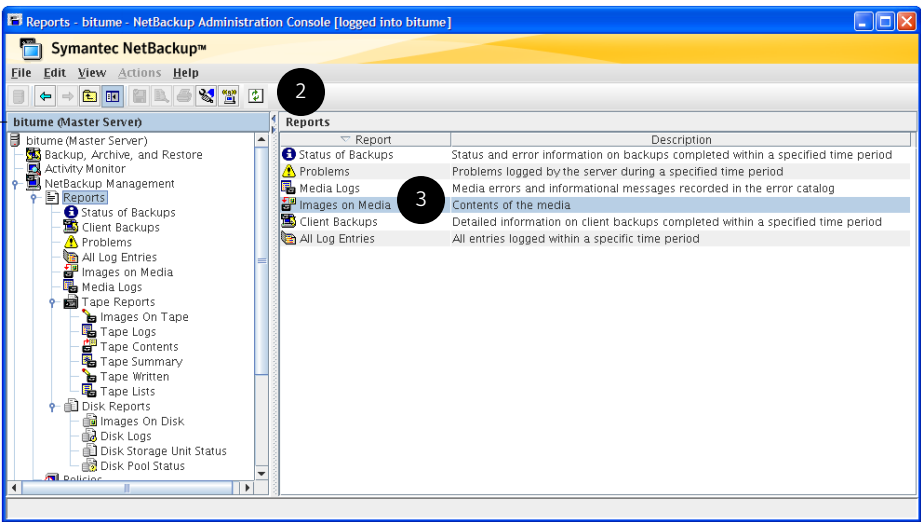 Reports - bitume - NetBackup Administration Console [logged into bitume]
Symantec NetBackup™
File Edit View Actions Help
2
bitume (Master Server)
Reports
bitume (Master Server)
Backup, Archive, and Restore
Activity Monitor
NetBackup Management
Reports
Status of Backups
Client Backups
Problems
All Log Entries
Images on Media
Media Logs
Tape Reports
Images On Tape
Tape Logs
Tape Contents
Tape Summary
Tape Written
Tape Lists
Disk Reports
Images On Disk
Disk Logs
Disk Storage Unit Status
Disk Pool Status
Policies
Report Description
Status of Backups Status and error information on backups completed within a specified time period
Problems Problems logged by the server during a specified time period
Media Logs Media errors and informational messages recorded in the error catalog
Images on Media 3 Contents of the media
Client Backups Detailed information on client backups completed within a specified time period
All Log Entries All entries logged within a specific time period